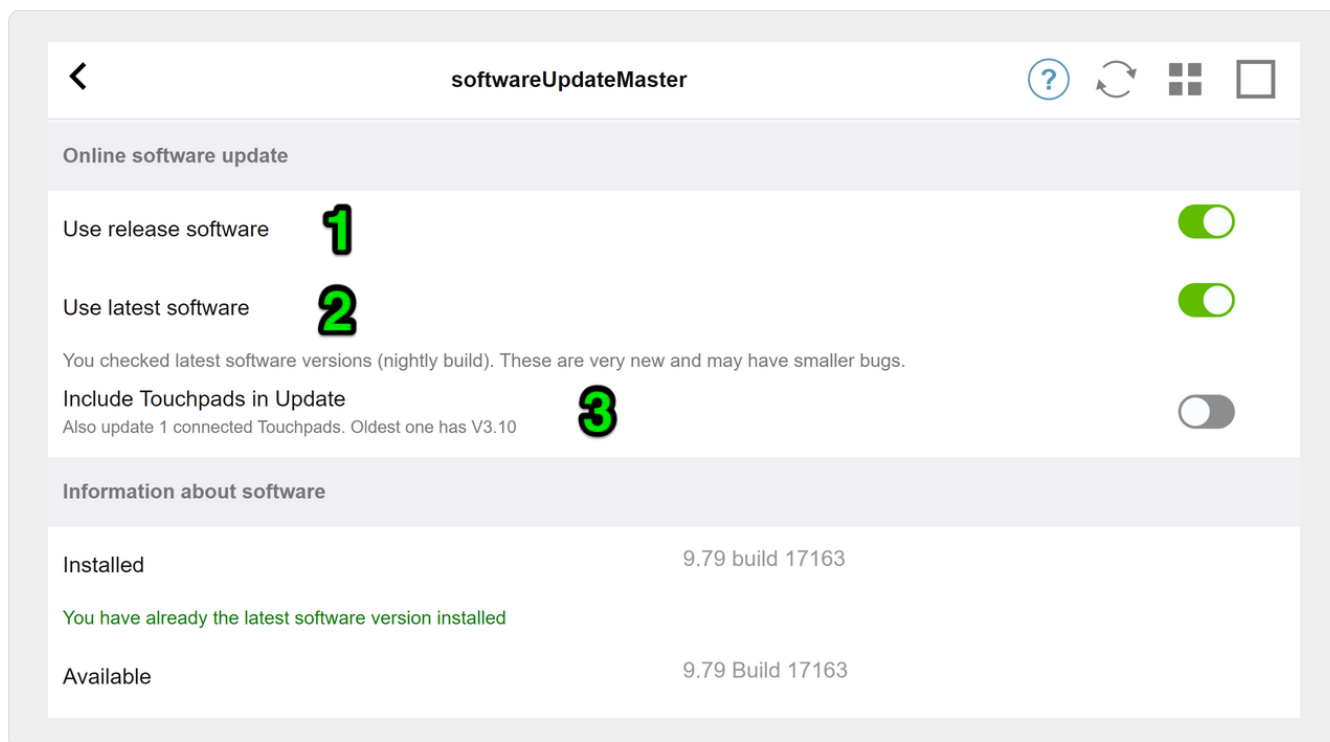 softwareUpdateMaster
?
Online software update
Use release software 1
Use latest software 2
You checked latest software versions (nightly build). These are very new and may have smaller bugs.
Include Touchpads in Update 3
Also update 1 connected Touchpads. Oldest one has V3.10
Information about software
Installed 9.79 build 17163
You have already the latest software version installed
Available 9.79 Build 17163